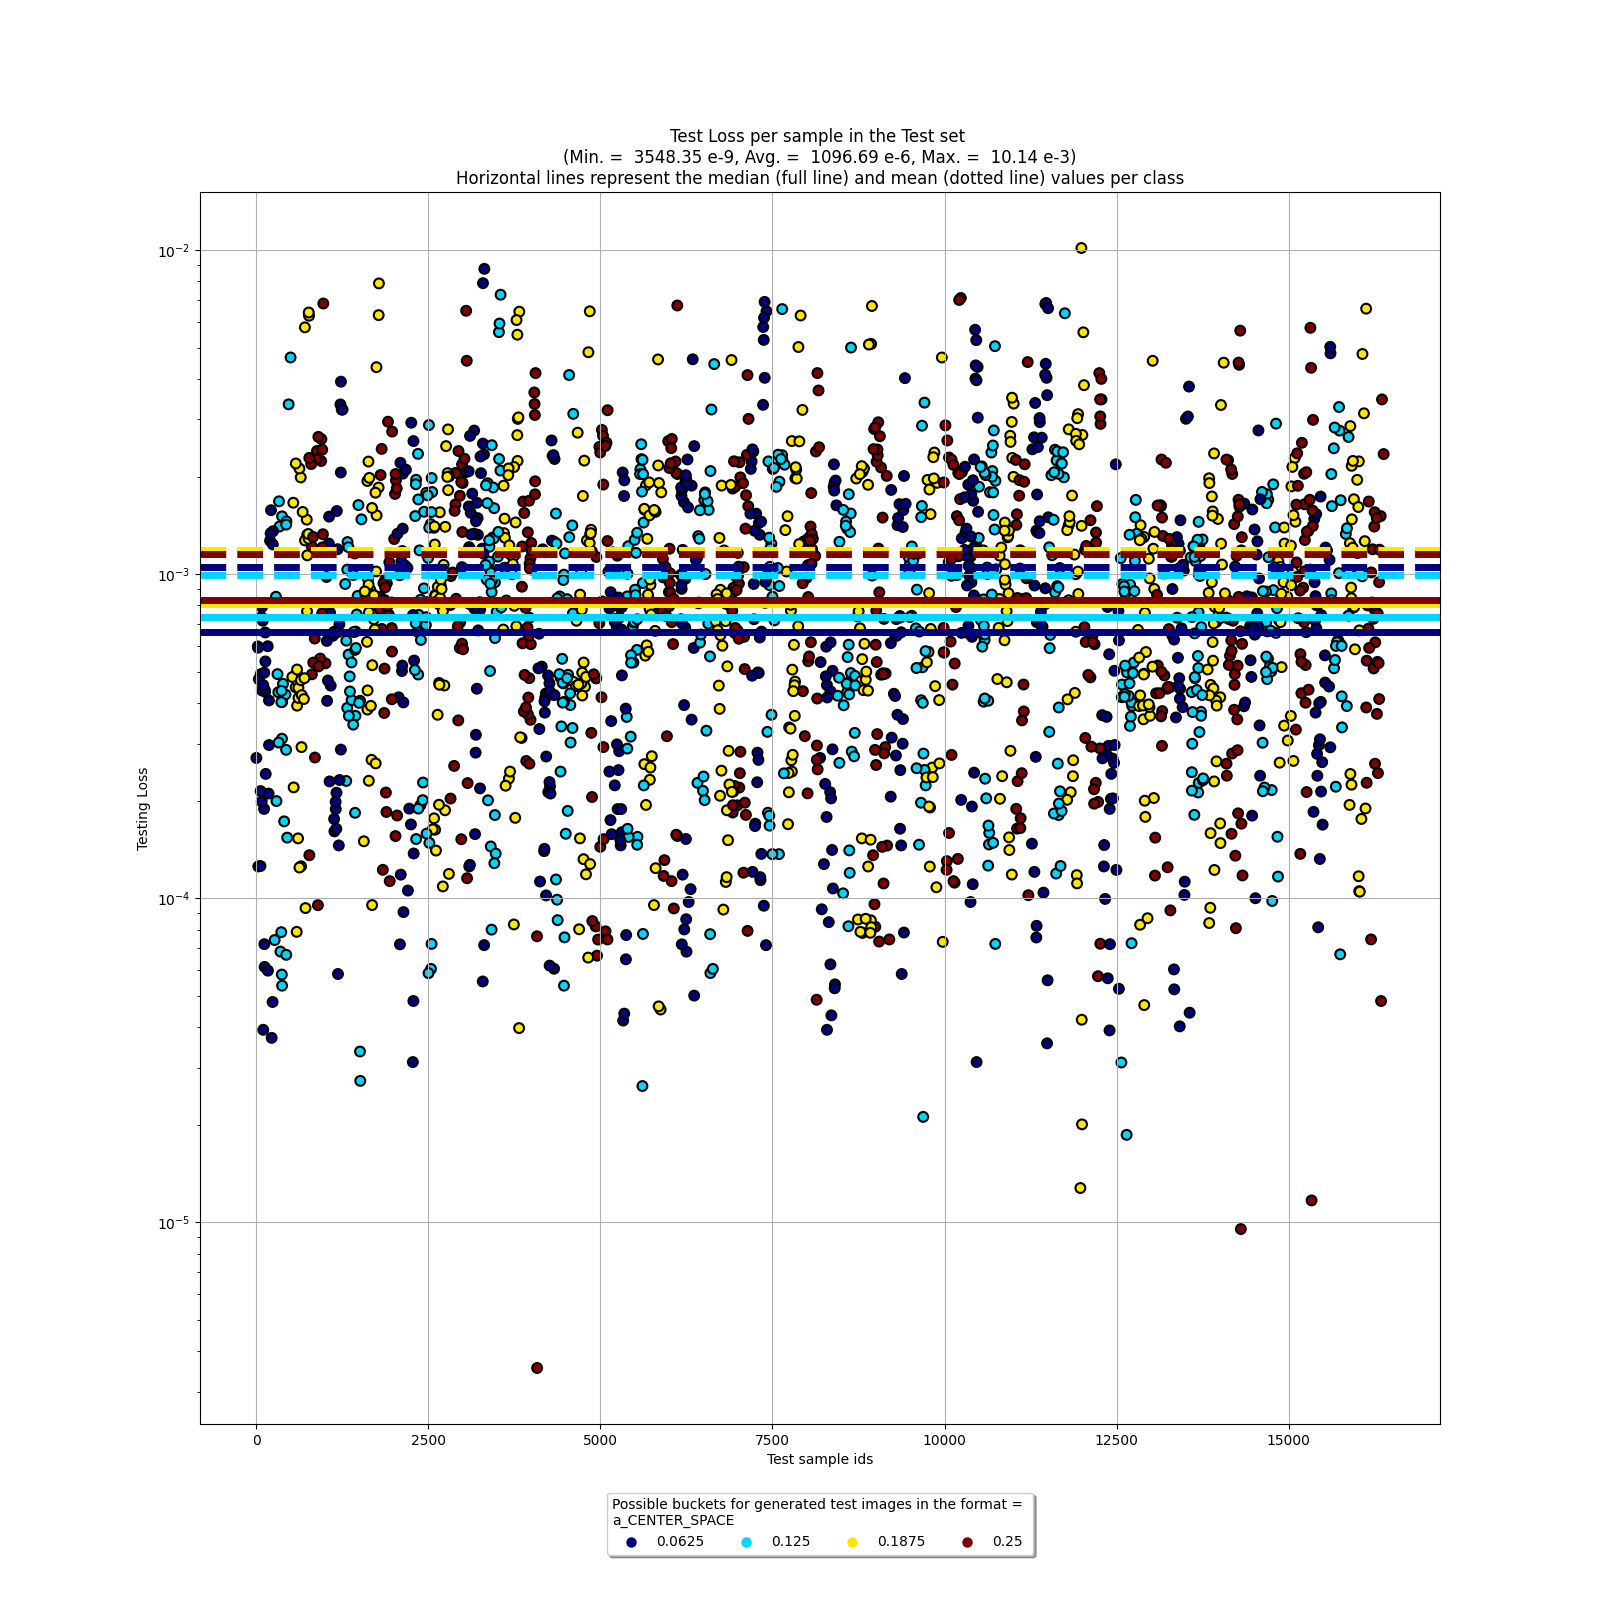 Test Loss per sample in the Test set
(Min. =  3548.35 e-9, Avg. =  1096.69 e-6, Max. =  10.14 e-3)
Horizontal lines represent the median (full line) and mean (dotted line) values per class
Testing Loss
10⁻²
10⁻³
10⁻⁴
10⁻⁵
0 2500 5000 7500 10000 12500 15000
Test sample ids
Possible buckets for generated test images in the format =
a_CENTER_SPACE
0.0625 0.125 0.1875 0.25